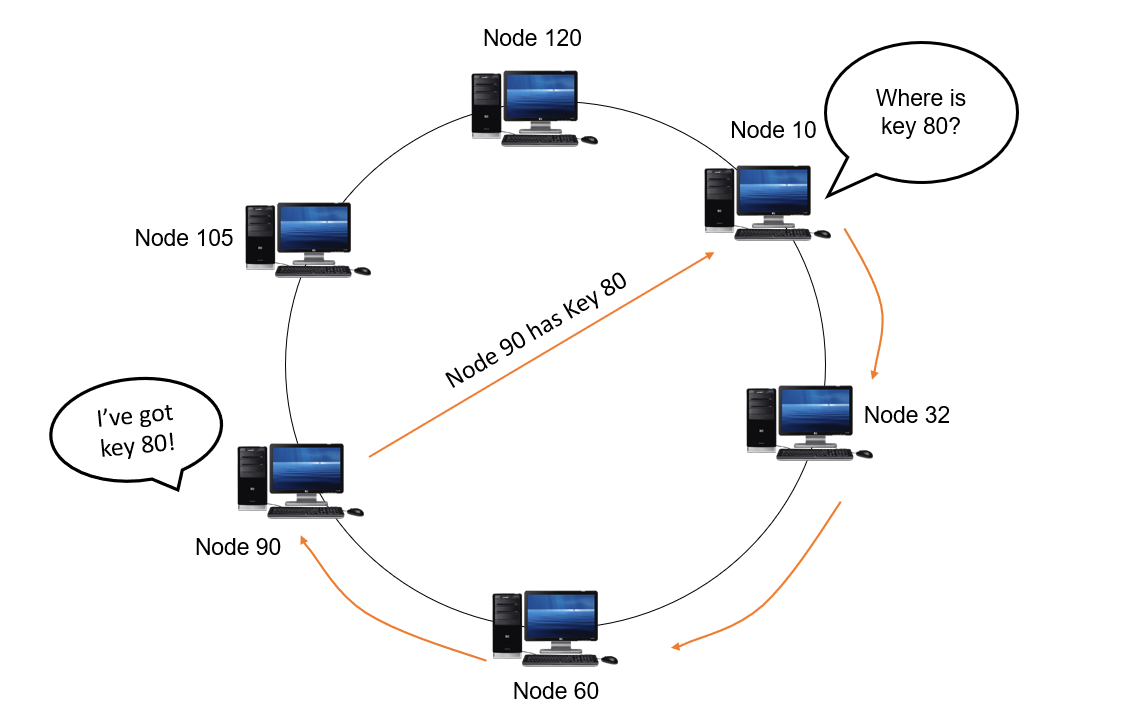 Node 120
Where is
key 80?
Node 10
Node 105
Node 90 has Key 80
I've got
key 80!
Node 32
Node 90
Node 60